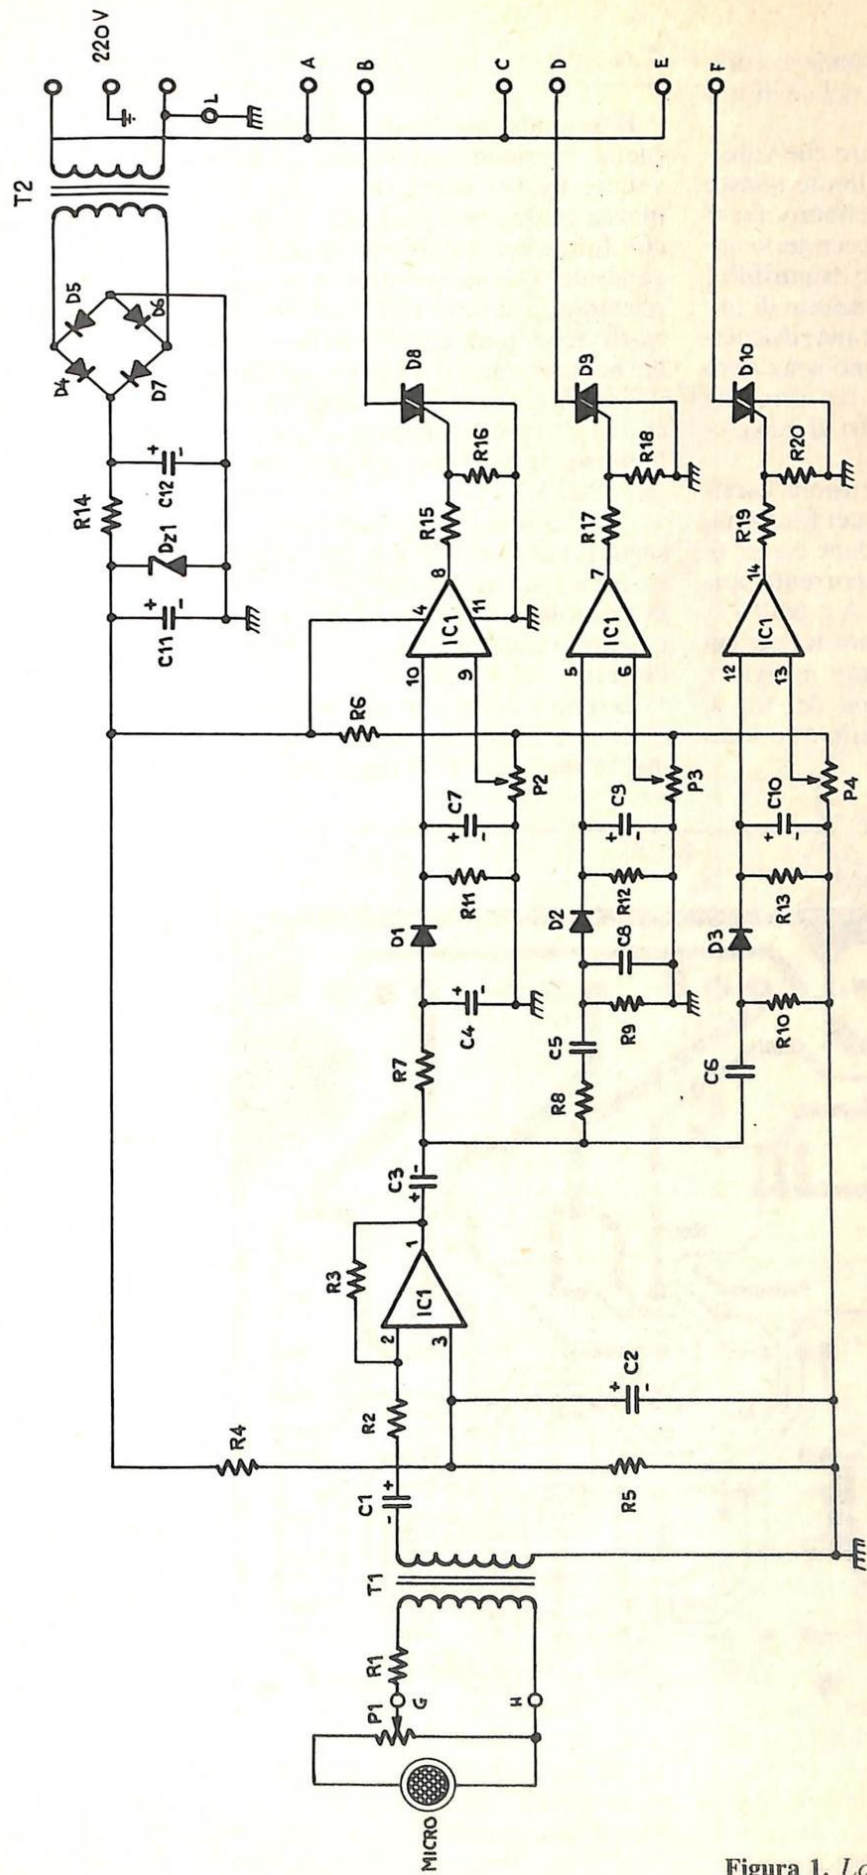 MICRO
P1
G
H
R1
T1
C1
- +
R2
R4
R5
2
3
IC1
1
R3
+
C2
-
C3
+ -
R7
R8
C5
C6
+
C4
-
R9
C8
R10
D1
D2
D3
R11
R12
R13
+
C7
-
+
C9
-
+
C10
-
P2
P3
P4
R6
10
9
4
11
IC1
8
5
6
IC1
7
12
13
IC1
14
R15
R16
R17
R18
R19
R20
D8
D9
D10
C11
+
-
Dz1
R14
C12
+
-
D4
D5
D6
D7
T2
220V
L
A
B
C
D
E
F
Figura 1. Lo